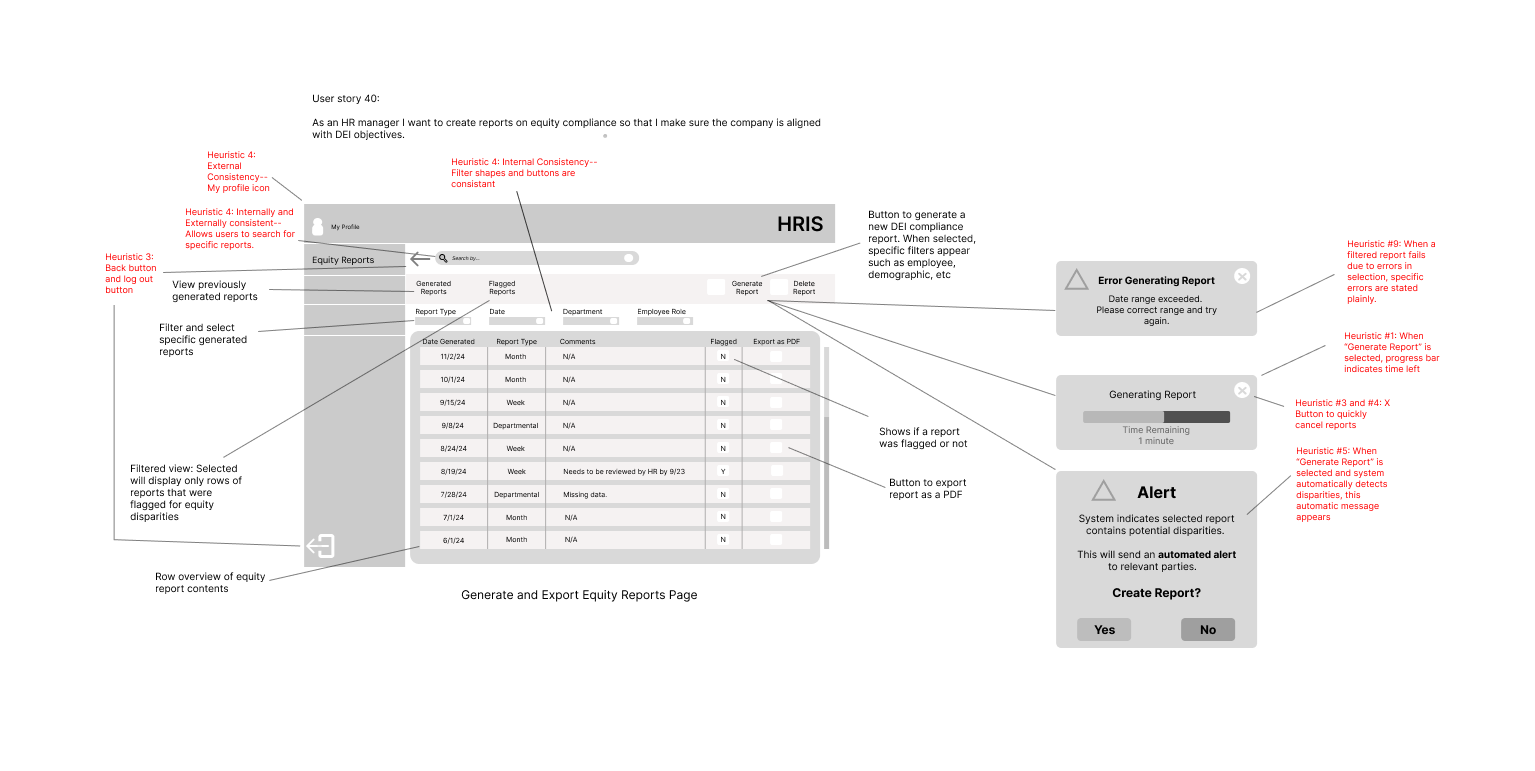 User story 40:
As an HR manager I want to create reports on equity compliance so that I make sure the company is aligned
with DEI objectives.
Heuristic 4:
External
Consistency--
My profile icon
Heuristic 4: Internal Consistency--
Filter shapes and buttons are
consistant
Heuristic 4: Internally and
Externally consistent--
Allows users to search for
specific reports.
Heuristic 3:
Back button
and log out
button
View previously
generated reports
Filter and select
specific generated
reports
Filtered view: Selected
will display only rows of
reports that were
flagged for equity
disparities
Row overview of equity
report contents
My Profile
HRIS
Equity Reports
Search by...
Generated
Reports
Flagged
Reports
Generate
Report
Delete
Report
Report Type
Date
Department
Employee Role
Date Generated Report Type Comments Flagged Export as PDF
11/2/24 Month N/A N
10/1/24 Month N/A N
9/15/24 Week N/A N
9/8/24 Departmental N/A N
8/24/24 Week N/A N
8/19/24 Week Needs to be reviewed by HR by 9/23 Y
7/28/24 Departmental Missing data. N
7/1/24 Month N/A N
6/1/24 Month N/A N
Generate and Export Equity Reports Page
Button to generate a
new DEI compliance
report. When selected,
specific filters appear
such as employee,
demographic, etc
Shows if a report
was flagged or not
Button to export
report as a PDF
Error Generating Report
Date range exceeded.
Please correct range and try
again.
Generating Report
Time Remaining
1 minute
Alert
System indicates selected report
contains potential disparities.
This will send an automated alert
to relevant parties.
Create Report?
Yes
No
Heuristic #9: When a
filtered report fails
due to errors in
selection, specific
errors are stated
plainly.
Heuristic #1: When
“Generate Report” is
selected, progress bar
indicates time left
Heuristic #3 and #4: X
Button to quickly
cancel reports
Heuristic #5: When
“Generate Report” is
selected and system
automatically detects
disparities, this
automatic message
appears